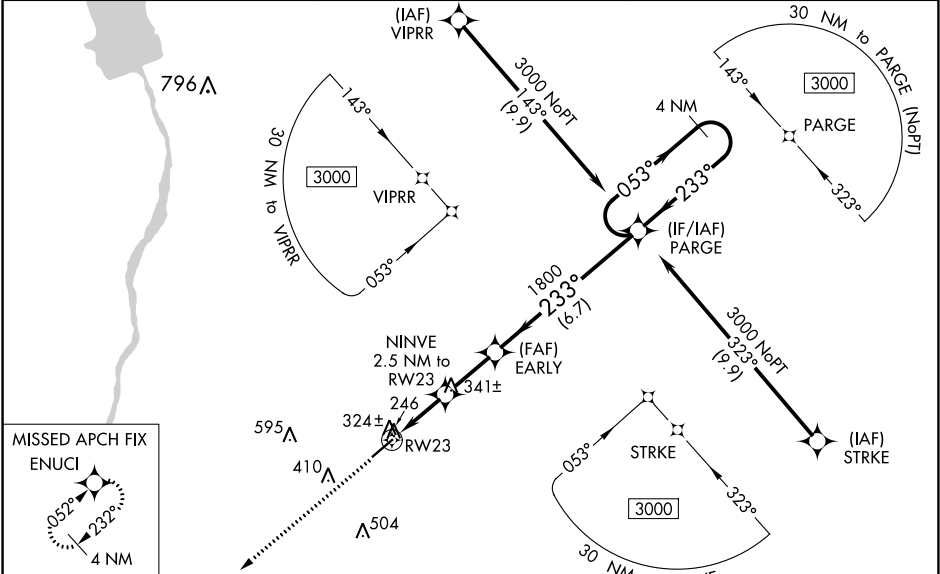 (IAF)
VIPRR
796
3000 NoPT
143°
(9.9)
30 NM to PARGE (NoPT)
143°
3000
PARGE
323°
4 NM
053°
233°
(IF/IAF)
PARGE
143°
30 NM to VIPRR
3000
VIPRR
053°
1800
233°
(6.7)
3000 NoPT
323°
(9.9)
NINVE
2.5 NM to
RW23
(FAF)
EARLY
341±
246
324±
RW23
595
410
504
(IAF)
STRKE
053°
STRKE
323°
3000
30 NM
MISSED APCH FIX
ENUCI
052°
232°
4 NM